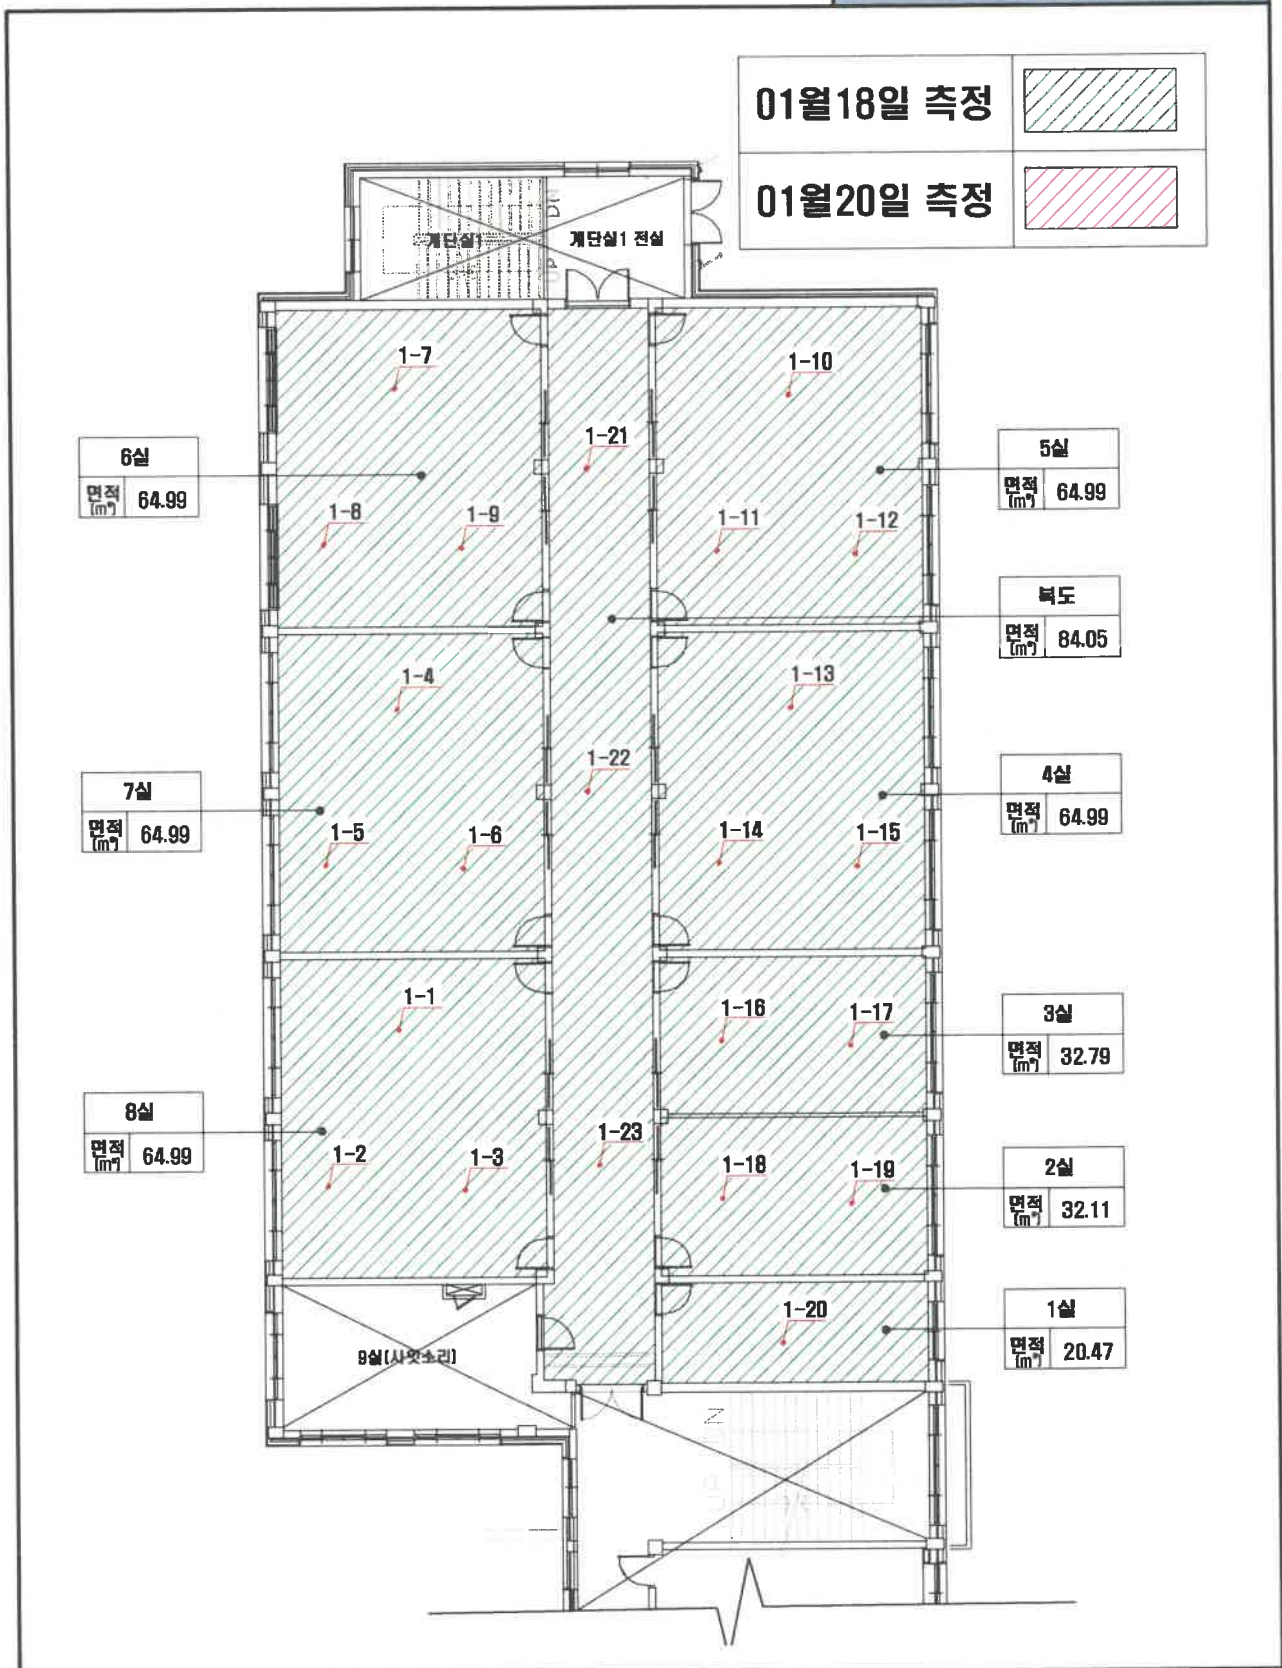 01월18일 측정
01월20일 측정
계단실1
계단실1 전실
UP
1-7
1-10
1-21
6실
면적(㎡) 64.99
5실
면적(㎡) 64.99
1-8
1-9
1-11
1-12
복도
면적(㎡) 84.05
1-4
1-13
1-22
7실
면적(㎡) 64.99
4실
면적(㎡) 64.99
1-5
1-6
1-14
1-15
1-1
1-16
1-17
3실
면적(㎡) 32.79
8실
면적(㎡) 64.99
1-2
1-3
1-23
1-18
1-19
2실
면적(㎡) 32.11
1-20
1실
면적(㎡) 20.47
9실(사잇소리)